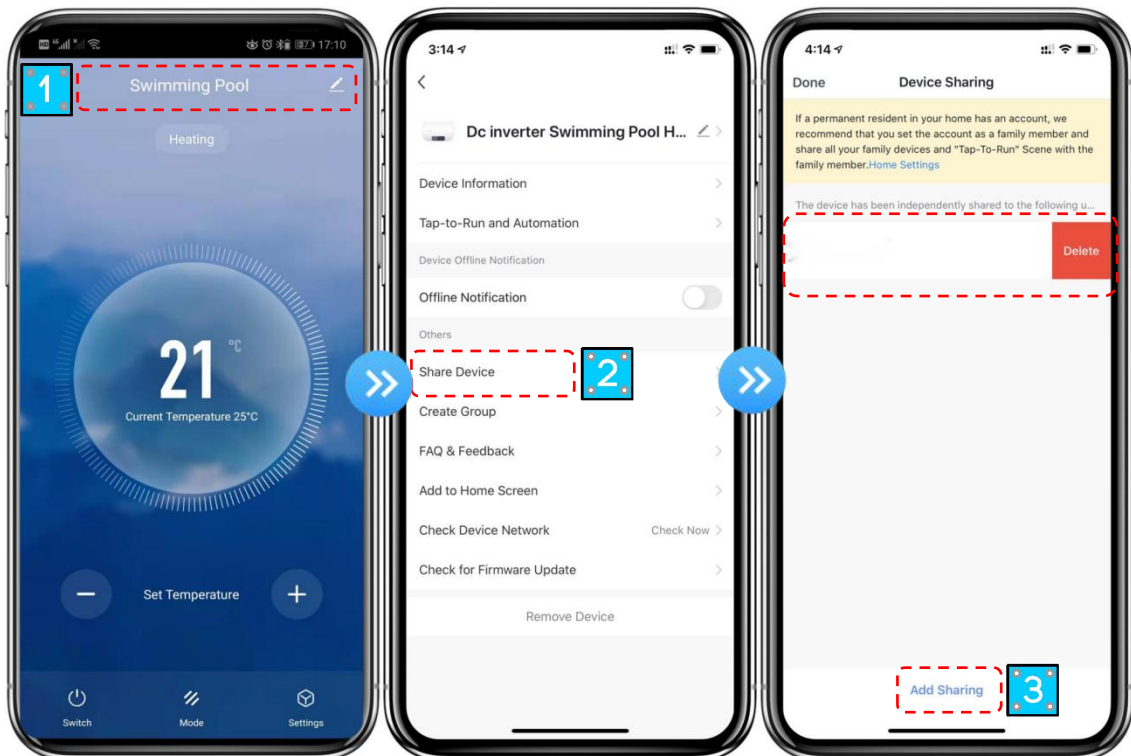 17:10
1
Swimming Pool
Heating
21 °C
Current Temperature 25°C
Set Temperature
Switch
Mode
Settings
3:14
Dc inverter Swimming Pool H...
Device Information
Tap-to-Run and Automation
Device Offline Notification
Offline Notification
Others
Share Device
2
Create Group
FAQ & Feedback
Add to Home Screen
Check Device Network Check Now
Check for Firmware Update
Remove Device
4:14
Done Device Sharing
If a permanent resident in your home has an account, we
recommend that you set the account as a family member and
share all your family devices and "Tap-To-Run" Scene with the
family member.Home Settings
The device has been independently shared to the following u...
Delete
Add Sharing
3